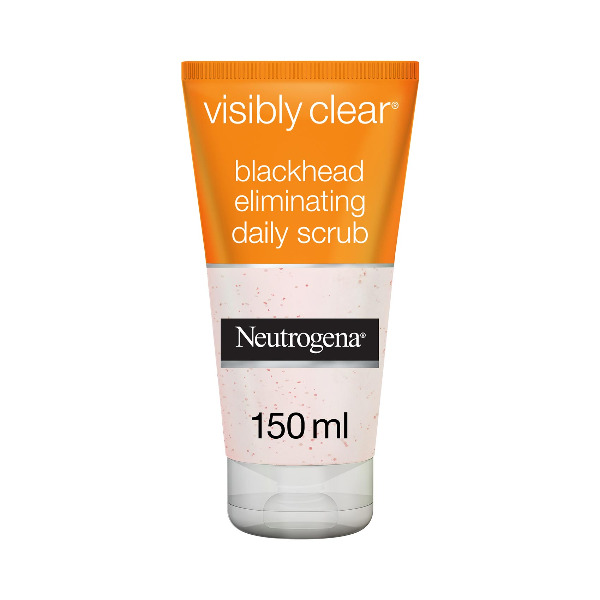 visibly clear®
blackhead
eliminating
daily scrub
Neutrogena®
150 ml